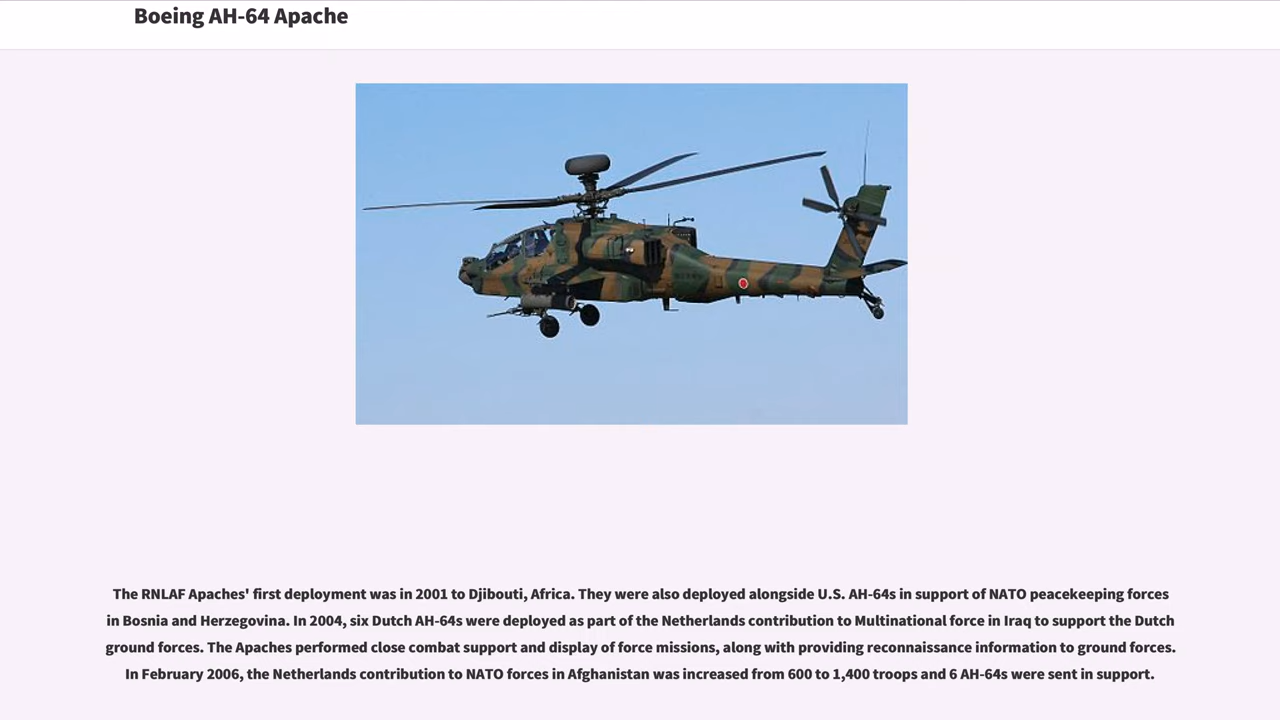 Boeing AH-64 Apache
The RNLAF Apaches' first deployment was in 2001 to Djibouti, Africa. They were also deployed alongside U.S. AH-64s in support of NATO peacekeeping forces
in Bosnia and Herzegovina. In 2004, six Dutch AH-64s were deployed as part of the Netherlands contribution to Multinational force in Iraq to support the Dutch
ground forces. The Apaches performed close combat support and display of force missions, along with providing reconnaissance information to ground forces.
In February 2006, the Netherlands contribution to NATO forces in Afghanistan was increased from 600 to 1,400 troops and 6 AH-64s were sent in support.